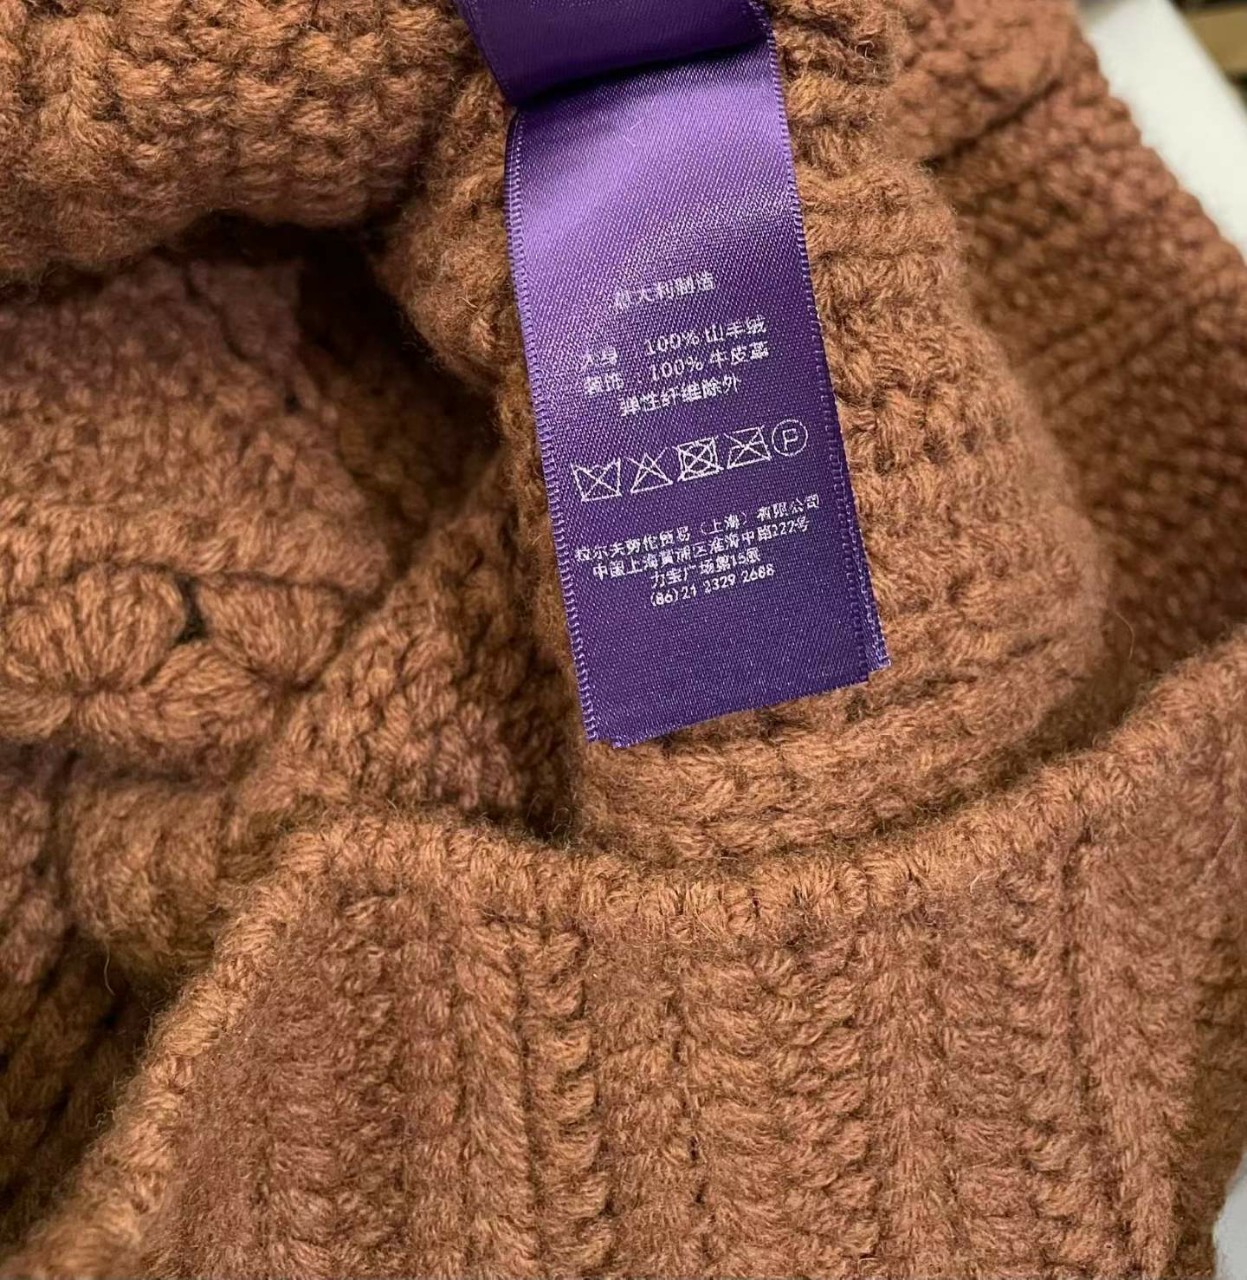 意大利制造
大身 : 100% 山羊绒
装饰 : 100% 牛皮革
弹性纤维除外
P
拉尔夫劳伦贸易（上海）有限公司
中国上海黄浦区淮海中路222号
力宝广场第15层
(86)21 2329 2688